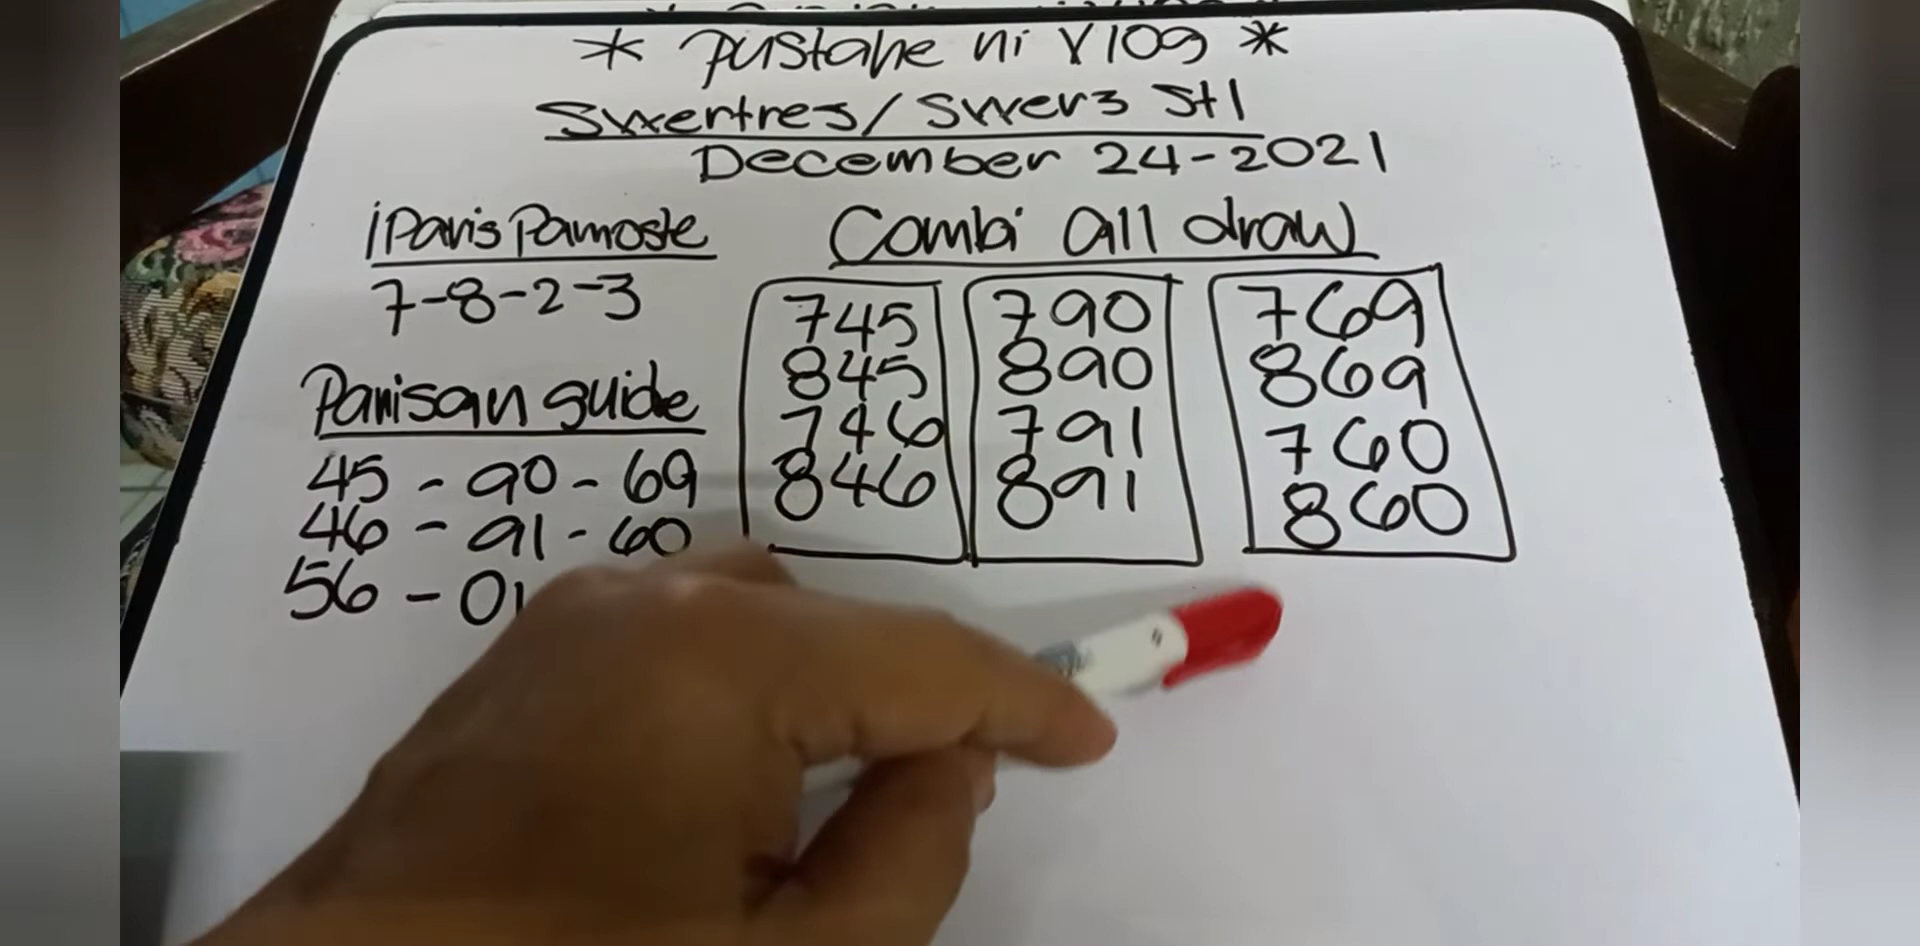 * pustahe ni Vlog *
Swertres/ Swer3 Stl
December 24-2021
iparis Pamoste
7-8-2-3
Parisan guide
45 - 90 - 69
46 - 91 - 60
56 - 01
Combi all draw
745
845
746
846
790
890
791
891
769
869
760
860